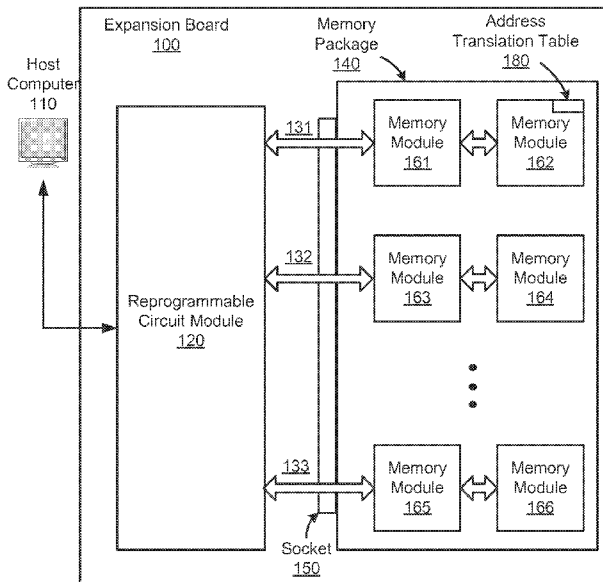 Expansion Board
100
Host
Computer
110
Memory
Package
140
Address
Translation Table
180
131
Memory
Module
161
Memory
Module
162
132
Memory
Module
163
Memory
Module
164
Reprogrammable
Circuit Module
120
133
Memory
Module
165
Memory
Module
166
Socket
150